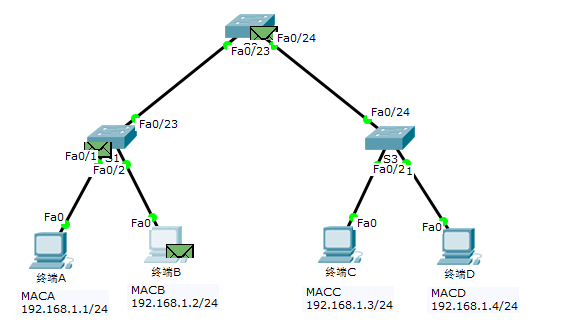 Fa0/24
Fa0/23
Fa0/24
Fa0/23
Fa0/1
S1
Fa0/2
S3
Fa0/2
1
Fa0
Fa0
Fa0
Fa0
终端A
终端B
终端C
终端D
MACA
192.168.1.1/24
MACB
192.168.1.2/24
MACC
192.168.1.3/24
MACD
192.168.1.4/24